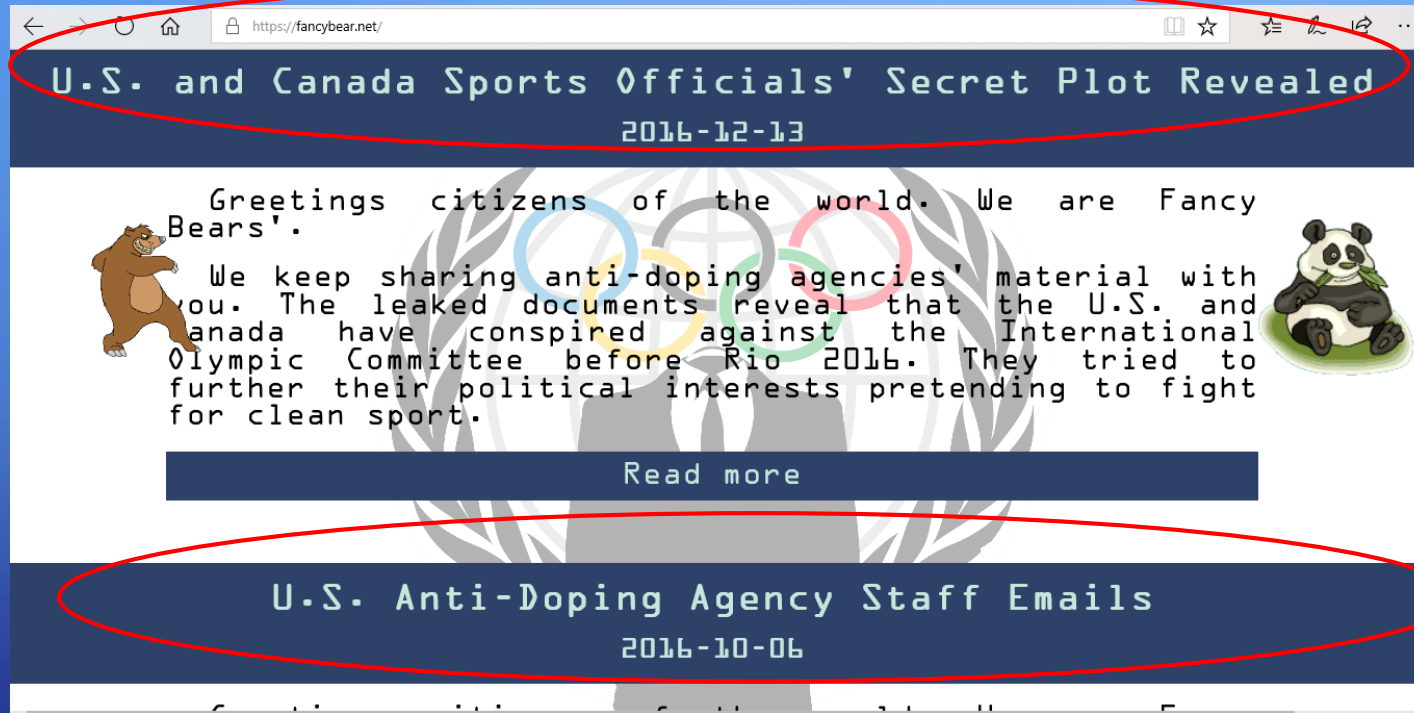 https://fancybear.net/
U.S. and Canada Sports Officials' Secret Plot Revealed
2016-12-13
Greetings citizens of the world. We are Fancy
Bears'.
We keep sharing anti-doping agencies' material with
you. The leaked documents reveal that the U.S. and
Canada have conspired against the International
Olympic Committee before Rio 2016. They tried to
further their political interests pretending to fight
for clean sport.
Read more
U.S. Anti-Doping Agency Staff Emails
2016-10-06